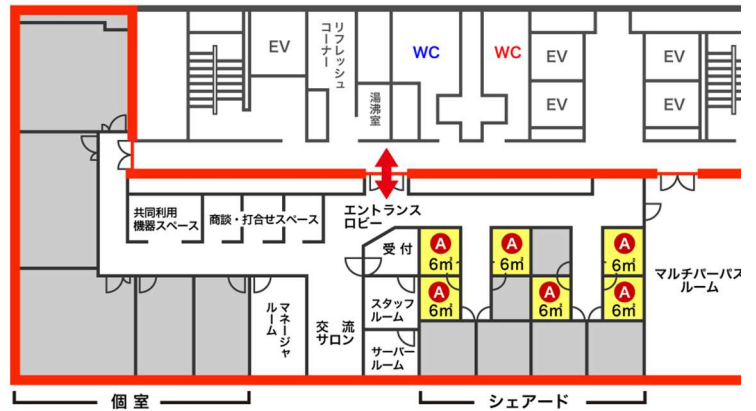 EV
リフレッシュ
コーナー
湯沸室
WC
WC
EV
EV
EV
EV
共同利用
機器スペース
商談・打合せスペース
エントランス
ロビー
受付
A
6㎡
A
6㎡
A
6㎡
A
6㎡
A
6㎡
A
6㎡
マルチパーパス
ルーム
マネージャ
ルーム
交流
サロン
スタッフ
ルーム
サーバー
ルーム
個室
シェアード